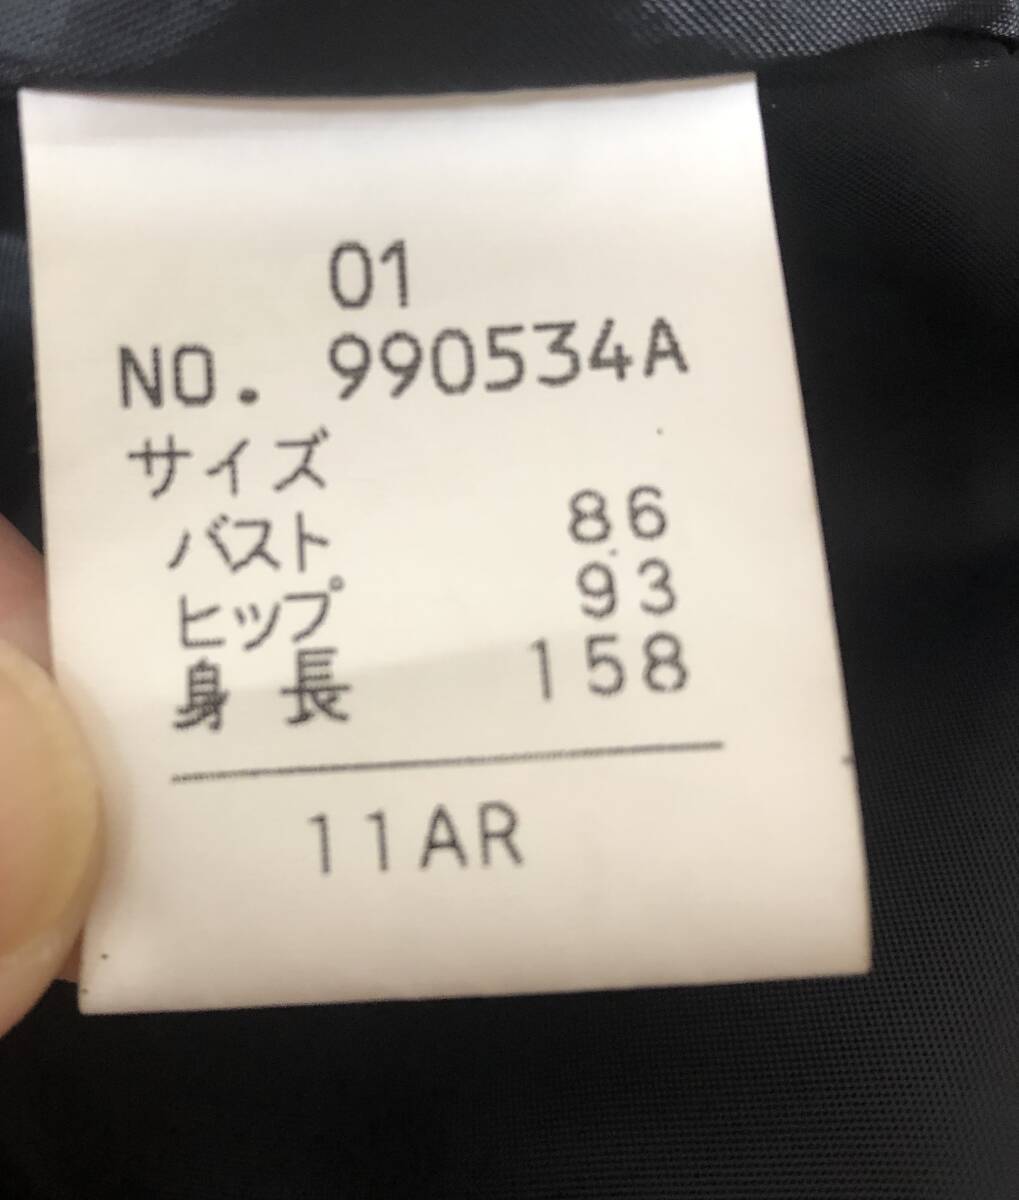 01
NO. 990534A
サイズ
バスト 86
ヒップ 93
身長 158
11AR